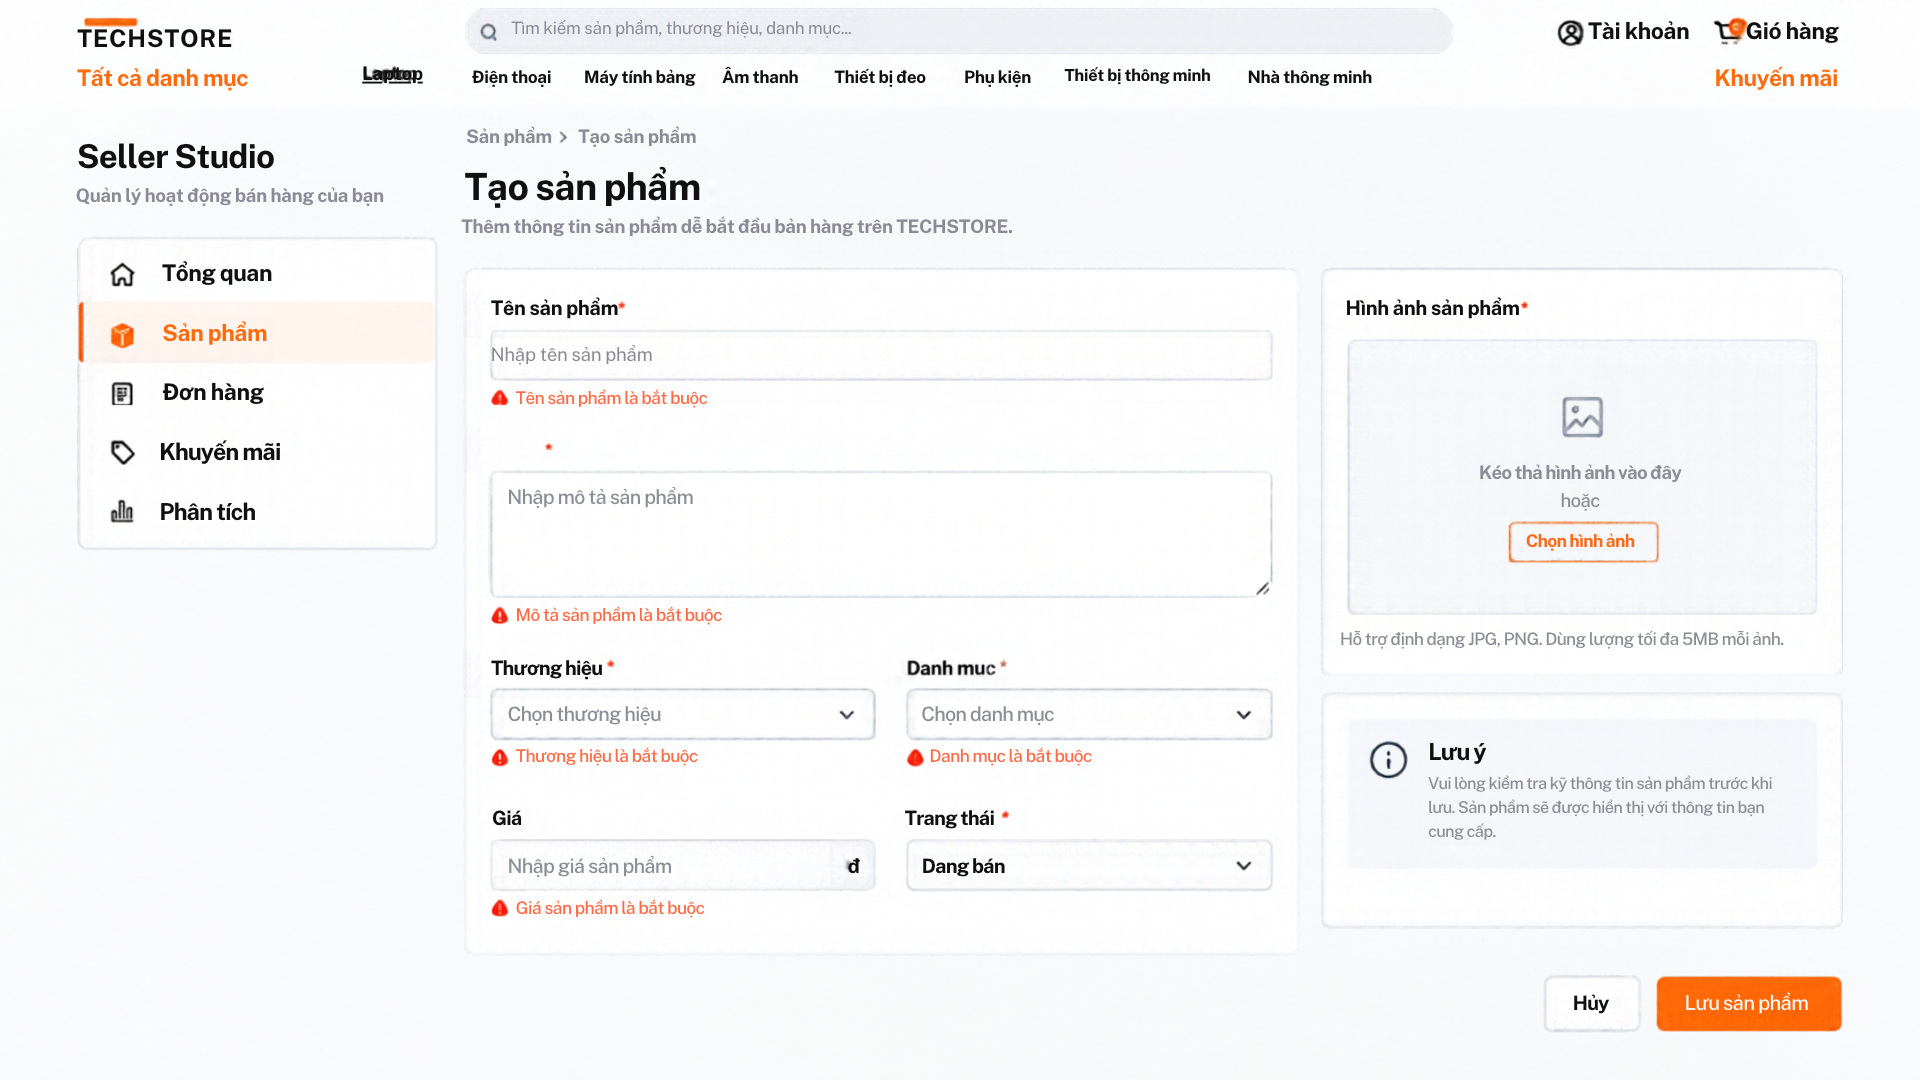 TECHSTORE
Tìm kiếm sản phẩm, thương hiệu, danh mục...
Tài khoản
Giỏ hàng
Tất cả danh mục
Laptop
Điện thoại
Máy tính bảng
Âm thanh
Thiết bị đeo
Phụ kiện
Thiết bị thông minh
Nhà thông minh
Khuyến mãi
Seller Studio
Quản lý hoạt động bán hàng của bạn
Tổng quan
Sản phẩm
Đơn hàng
Khuyến mãi
Phân tích
Sản phẩm > Tạo sản phẩm
Tạo sản phẩm
Thêm thông tin sản phẩm dễ bắt đầu bản hàng trên TECHSTORE.
Tên sản phẩm*
Nhập tên sản phẩm
Tên sản phẩm là bắt buộc
*
Nhập mô tả sản phẩm
Mô tả sản phẩm là bắt buộc
Thương hiệu *
Chọn thương hiệu
Thương hiệu là bắt buộc
Danh mục *
Chọn danh mục
Danh mục là bắt buộc
Giá
Nhập giá sản phẩm
đ
Giá sản phẩm là bắt buộc
Trang thái *
Dang bán
Hình ảnh sản phẩm*
Kéo thả hình ảnh vào đây
hoặc
Chọn hình ảnh
Hỗ trợ định dạng JPG, PNG. Dùng lượng tối đa 5MB mỗi ảnh.
Lưu ý
Vui lòng kiểm tra kỹ thông tin sản phẩm trước khi
lưu. Sản phẩm sẽ được hiển thị với thông tin bạn
cung cấp.
Hủy
Lưu sản phẩm